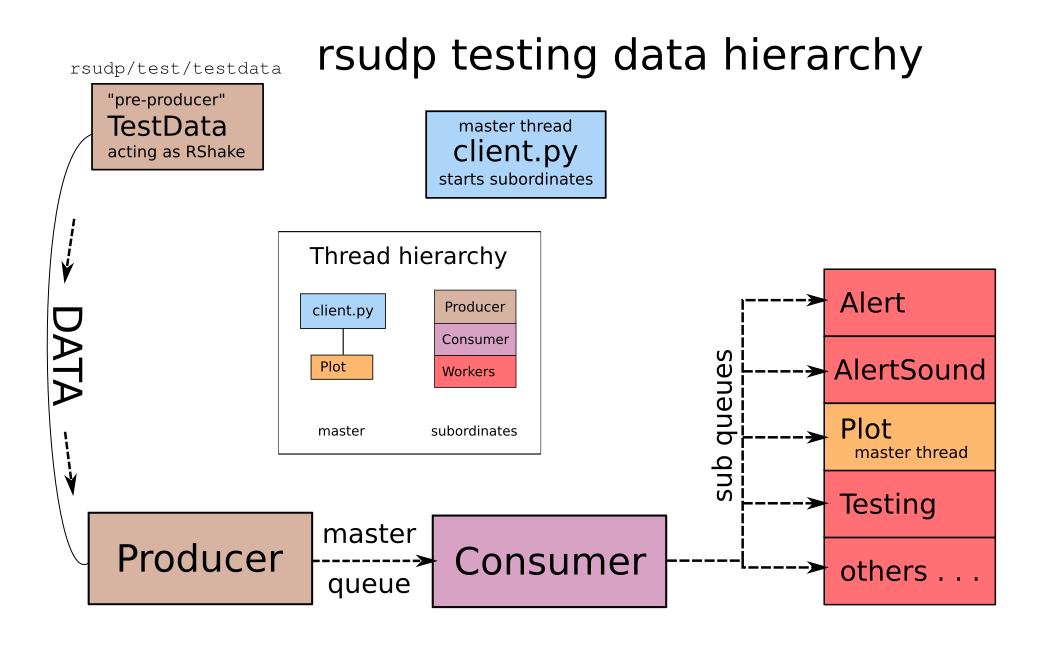 rsudp testing data hierarchy
rsudp/test/testdata
"pre-producer"
TestData
acting as RShake
master thread
client.py
starts subordinates
DATA
Thread hierarchy
client.py
Plot
master
Producer
Consumer
Workers
subordinates
Producer
master
queue
Consumer
sub queues
Alert
AlertSound
Plot
master thread
Testing
others . . .